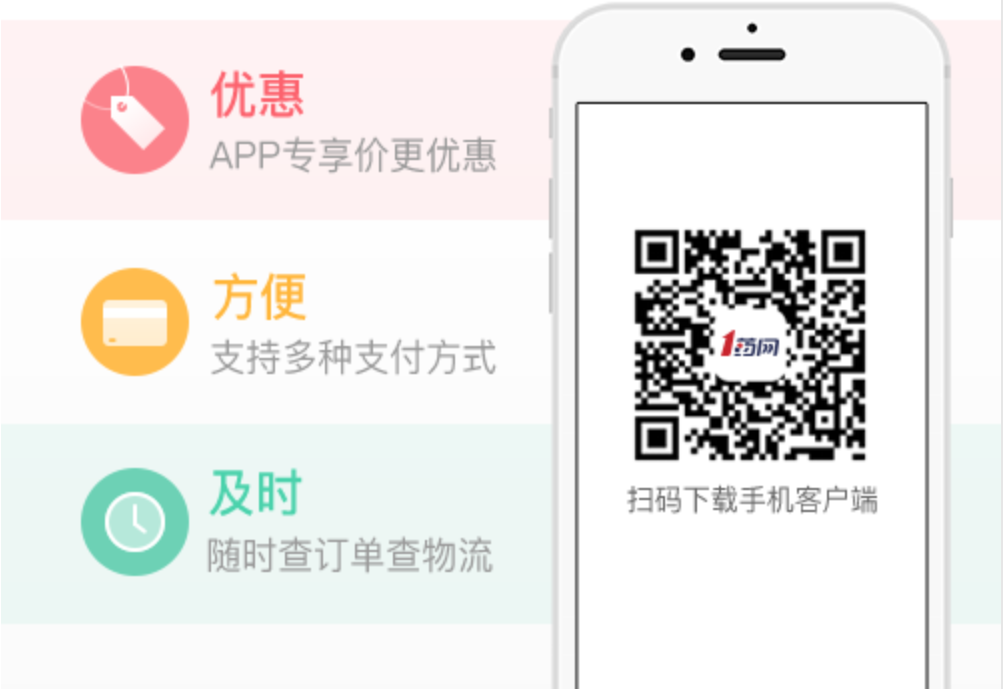 优惠
APP专享价更优惠
方便
支持多种支付方式
及时
随时查订单查物流
1药网
扫码下载手机客户端